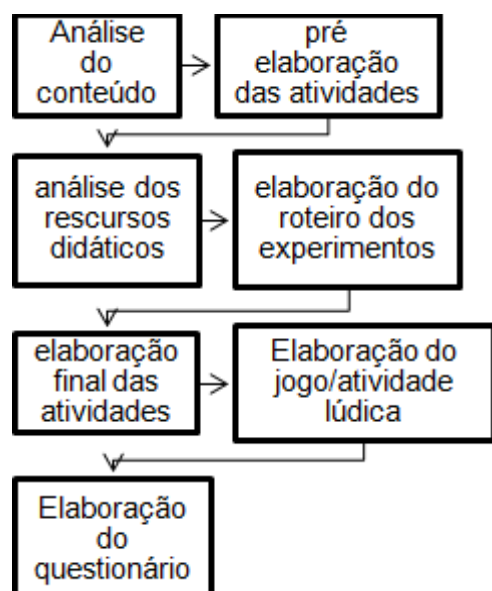 Análise
do
conteúdo
pré
elaboração
das atividades
análise dos
rescursos
didáticos
elaboração do
roteiro dos
experimentos
elaboração
final das
atividades
Elaboração do
jogo/atividade
lúdica
Elaboração
do
questionário